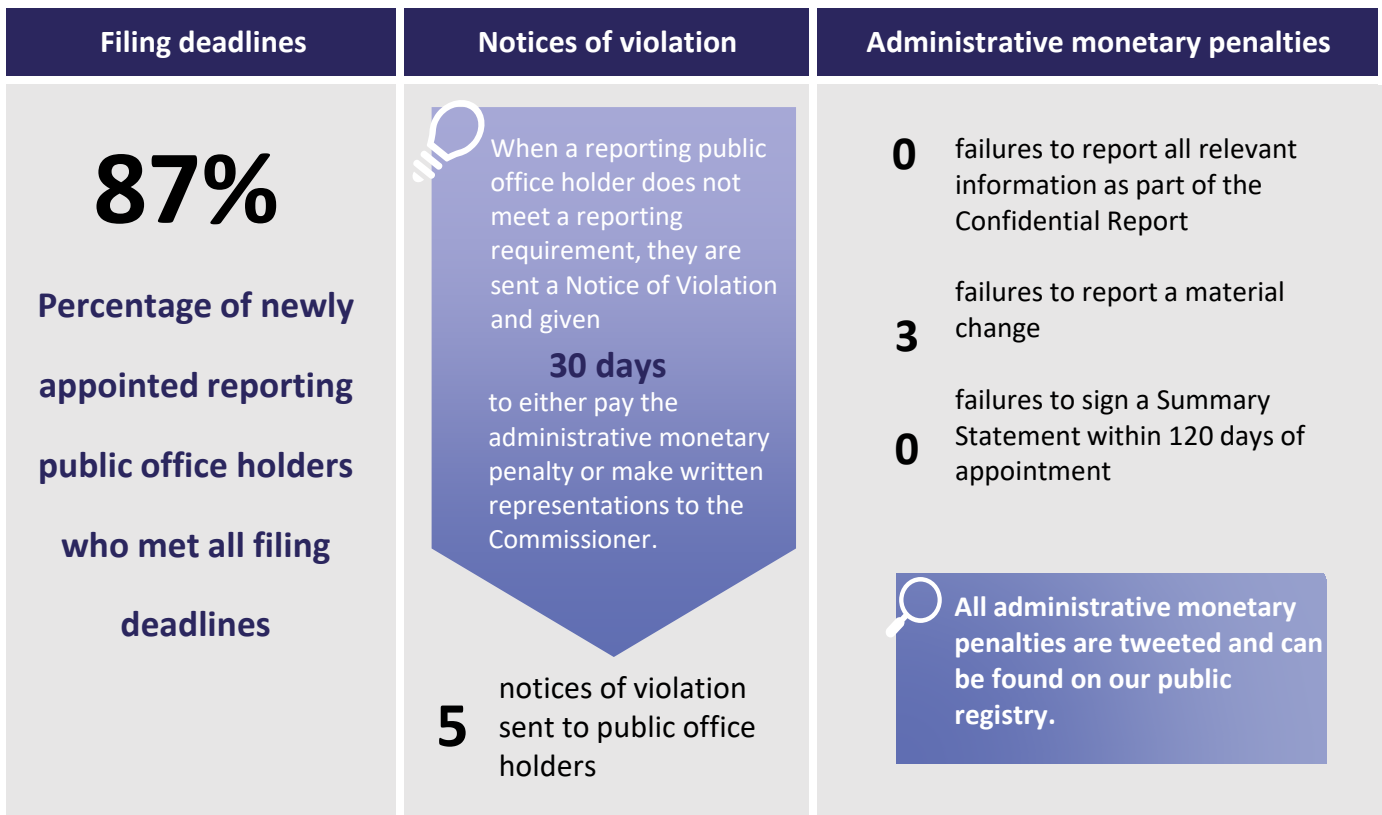 Filing deadlines
87%
Percentage of newly
appointed reporting
public office holders
who met all filing
deadlines
Notices of violation
When a reporting public
office holder does not
meet a reporting
requirement, they are
sent a Notice of Violation
and given
30 days
to either pay the
administrative monetary
penalty or make written
representations to the
Commissioner.
5 notices of violation
sent to public office
holders
Administrative monetary penalties
0 failures to report all relevant
information as part of the
Confidential Report
failures to report a material
3 change
failures to sign a Summary
0 Statement within 120 days of
appointment
All administrative monetary
penalties are tweeted and can
be found on our public
registry.